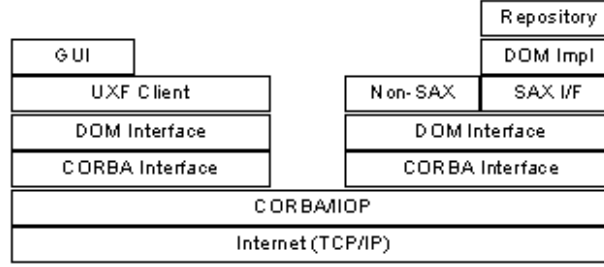 Repository
GUI
DOM Impl
UXF Client
Non-SAX
SAX I/F
DOM Interface
DOM Interface
CORBA Interface
CORBA Interface
CORBA/IIOP
Internet (TCP/IP)